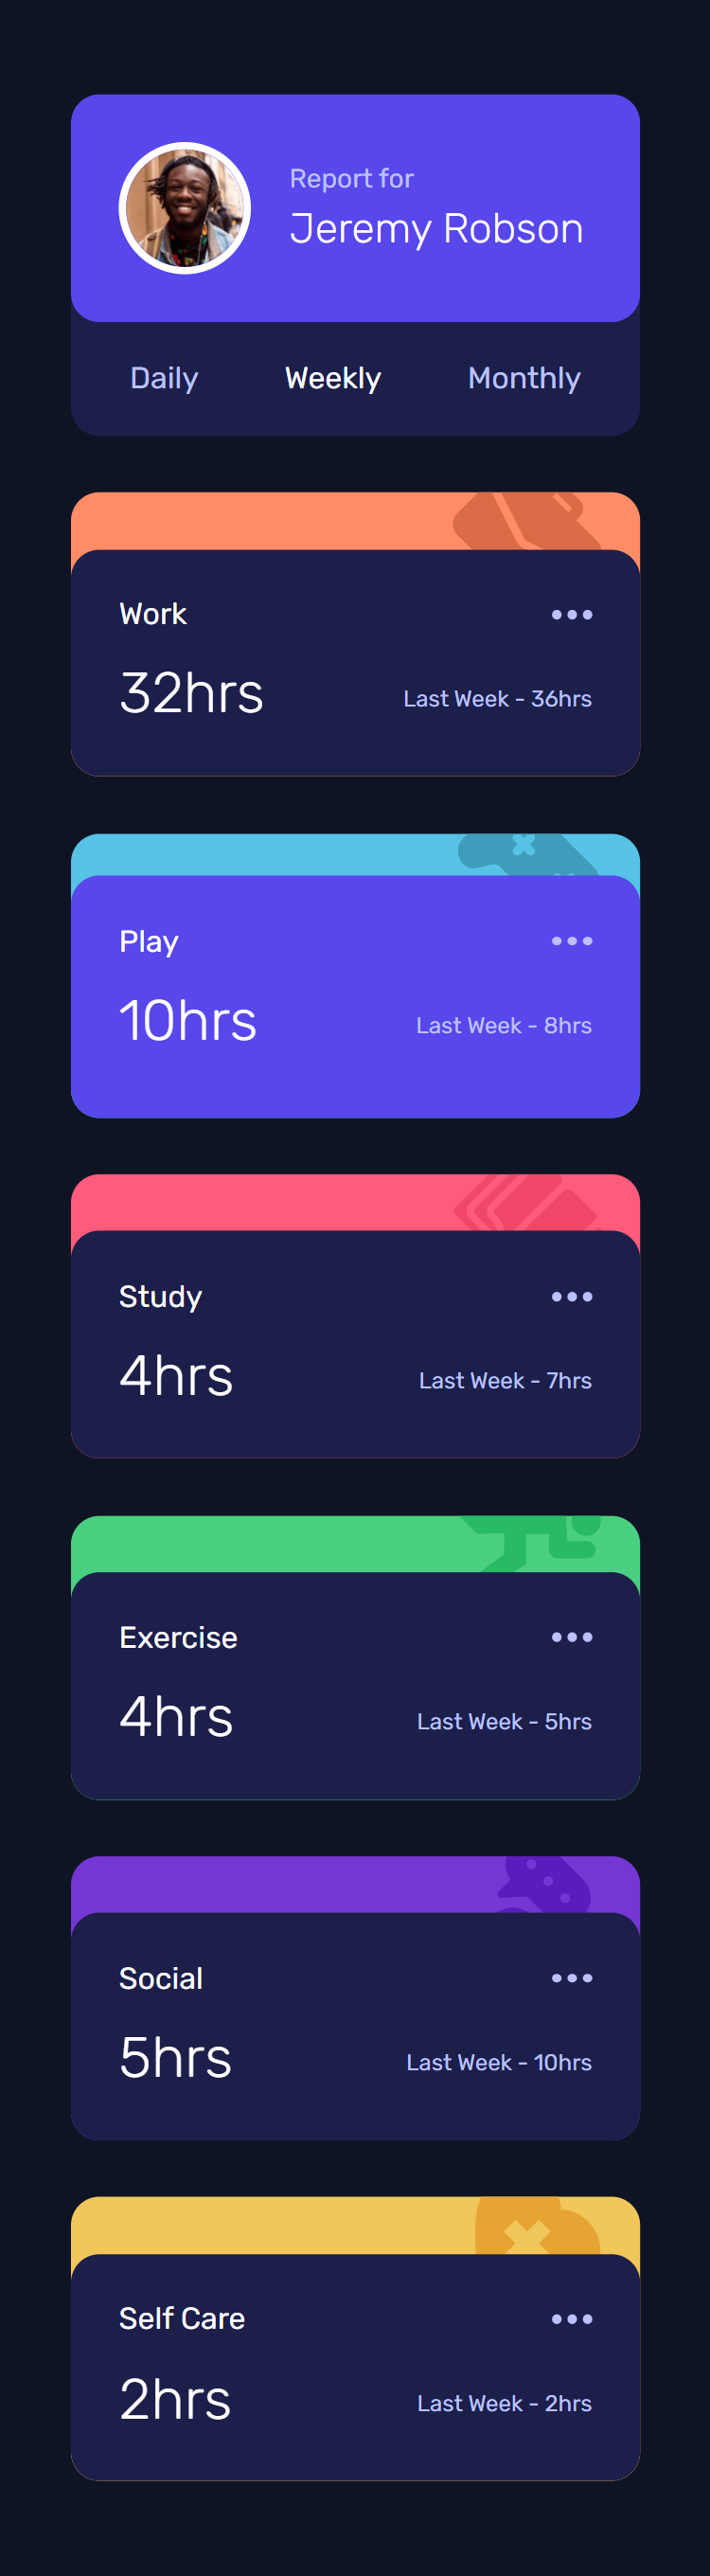 Report for
Jeremy Robson
Daily Weekly Monthly
Work
32hrs Last Week - 36hrs
Play
10hrs Last Week - 8hrs
Study
4hrs Last Week - 7hrs
Exercise
4hrs Last Week - 5hrs
Social
5hrs Last Week - 10hrs
Self Care
2hrs Last Week - 2hrs